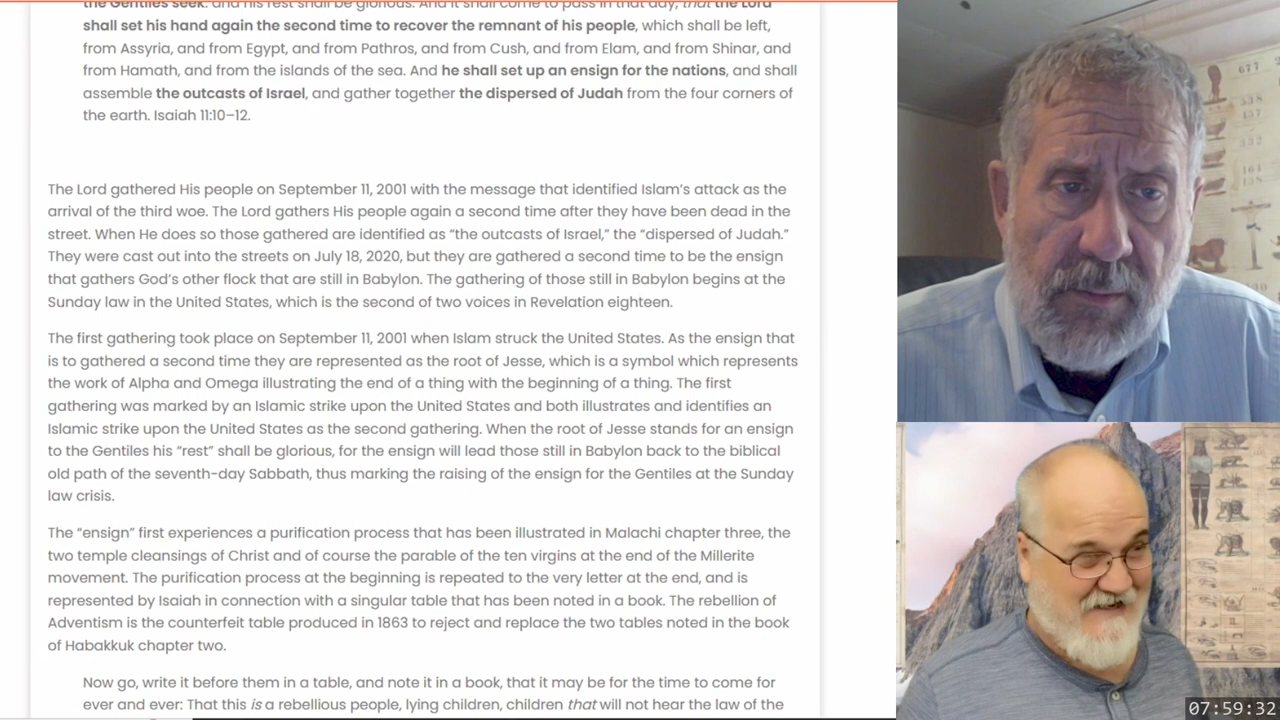 the Gentiles seek: and his rest shall be glorious. And it shall come to pass in that day, that the Lord
shall set his hand again the second time to recover the remnant of his people, which shall be left,
from Assyria, and from Egypt, and from Pathros, and from Cush, and from Elam, and from Shinar, and
from Hamath, and from the islands of the sea. And he shall set up an ensign for the nations, and shall
assemble the outcasts of Israel, and gather together the dispersed of Judah from the four corners of
the earth. Isaiah 11:10–12.
The Lord gathered His people on September 11, 2001 with the message that identified Islam’s attack as the
arrival of the third woe. The Lord gathers His people again a second time after they have been dead in the
street. When He does so those gathered are identified as “the outcasts of Israel,” the “dispersed of Judah.”
They were cast out into the streets on July 18, 2020, but they are gathered a second time to be the ensign
that gathers God’s other flock that are still in Babylon. The gathering of those still in Babylon begins at the
Sunday law in the United States, which is the second of two voices in Revelation eighteen.
The first gathering took place on September 11, 2001 when Islam struck the United States. As the ensign that
is to gathered a second time they are represented as the root of Jesse, which is a symbol which represents
the work of Alpha and Omega illustrating the end of a thing with the beginning of a thing. The first
gathering was marked by an Islamic strike upon the United States and both illustrates and identifies an
Islamic strike upon the United States as the second gathering. When the root of Jesse stands for an ensign
to the Gentiles his “rest” shall be glorious, for the ensign will lead those still in Babylon back to the biblical
old path of the seventh-day Sabbath, thus marking the raising of the ensign for the Gentiles at the Sunday
law crisis.
The “ensign” first experiences a purification process that has been illustrated in Malachi chapter three, the
two temple cleansings of Christ and of course the parable of the ten virgins at the end of the Millerite
movement. The purification process at the beginning is repeated to the very letter at the end, and is
represented by Isaiah in connection with a singular table that has been noted in a book. The rebellion of
Adventism is the counterfeit table produced in 1863 to reject and replace the two tables noted in the book
of Habakkuk chapter two.
Now go, write it before them in a table, and note it in a book, that it may be for the time to come for
ever and ever: That this is a rebellious people, lying children, children that will not hear the law of the
677
07:59:32